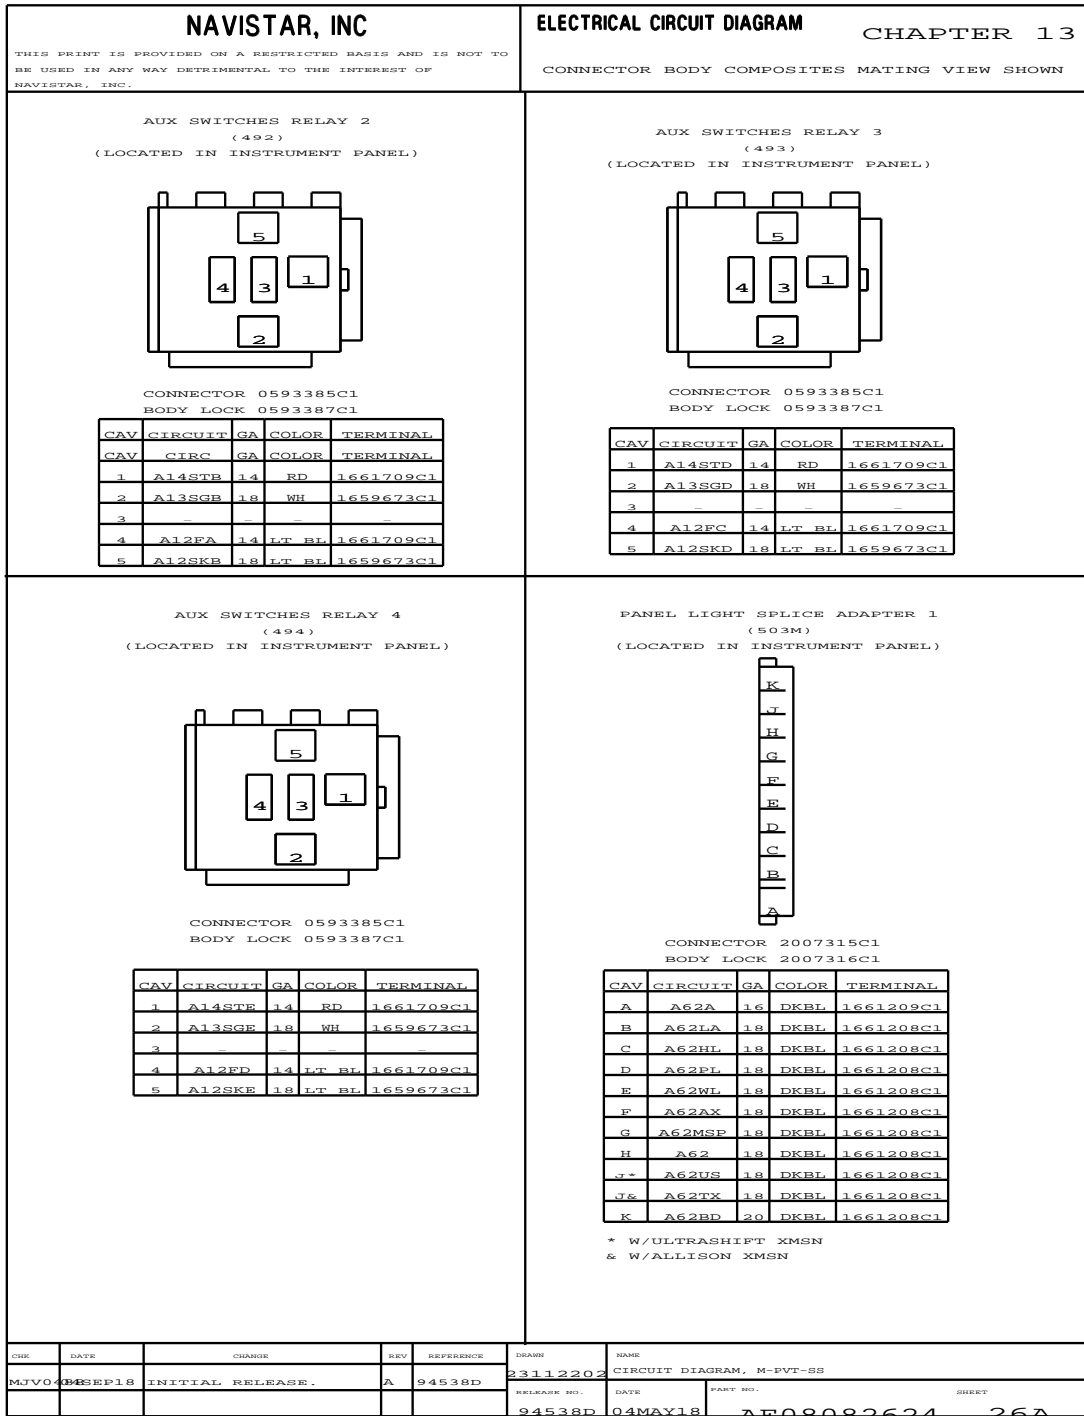 NAVISTAR, INC
THIS PRINT IS PROVIDED ON A RESTRICTED BASIS AND IS NOT TO
BE USED IN ANY WAY DETRIMENTAL TO THE INTEREST OF
NAVISTAR, INC.
ELECTRICAL CIRCUIT DIAGRAM
CHAPTER 13
CONNECTOR BODY COMPOSITES MATING VIEW SHOWN
AUX SWITCHES RELAY 2
(492)
(LOCATED IN INSTRUMENT PANEL)
5
4 3 1
2
CONNECTOR 0593385C1
BODY LOCK 0593387C1
CAV CIRCUIT GA COLOR TERMINAL
CAV CIRC GA COLOR TERMINAL
1 A14STB 14 RD 1661709C1
2 A13SGB 18 WH 1659673C1
3 – – – –
4 A12FA 14 LT BL 1661709C1
5 A12SKB 18 LT BL 1659673C1
AUX SWITCHES RELAY 3
(493)
(LOCATED IN INSTRUMENT PANEL)
5
4 3 1
2
CONNECTOR 0593385C1
BODY LOCK 0593387C1
CAV CIRCUIT GA COLOR TERMINAL
1 A14STD 14 RD 1661709C1
2 A13SGD 18 WH 1659673C1
3 – – – –
4 A12FC 14 LT BL 1661709C1
5 A12SKD 18 LT BL 1659673C1
AUX SWITCHES RELAY 4
(494)
(LOCATED IN INSTRUMENT PANEL)
5
4 3 1
2
CONNECTOR 0593385C1
BODY LOCK 0593387C1
CAV CIRCUIT GA COLOR TERMINAL
1 A14STE 14 RD 1661709C1
2 A13SGE 18 WH 1659673C1
3 – – – –
4 A12FD 14 LT BL 1661709C1
5 A12SKE 18 LT BL 1659673C1
PANEL LIGHT SPLICE ADAPTER 1
(503M)
(LOCATED IN INSTRUMENT PANEL)
K
J
H
G
F
E
D
C
B
A
CONNECTOR 2007315C1
BODY LOCK 2007316C1
CAV CIRCUIT GA COLOR TERMINAL
A A62A 16 DKBL 1661209C1
B A62LA 18 DKBL 1661208C1
C A62HL 18 DKBL 1661208C1
D A62PL 18 DKBL 1661208C1
E A62WL 18 DKBL 1661208C1
F A62AX 18 DKBL 1661208C1
G A62MSP 18 DKBL 1661208C1
H A62 18 DKBL 1661208C1
J* A62US 18 DKBL 1661208C1
J& A62TX 18 DKBL 1661208C1
K A62BD 20 DKBL 1661208C1
* W/ULTRASHIFT XMSN
& W/ALLISON XMSN
CHK DATE CHANGE REV REFERENCE
SEP18 INITIAL RELEASE. A 94538D
DRAWN
23112202
NAME
CIRCUIT DIAGRAM, M-PVT-SS
RELEASE NO.
94538D
DATE
04MAY18
PART NO.
AF08082624
SHEET
26A